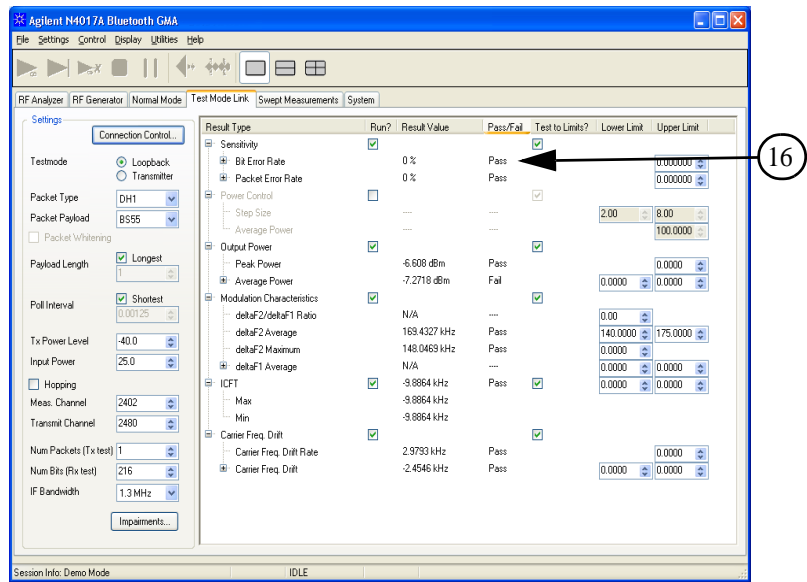 Agilent N4017A Bluetooth GMA
File Settings Control Display Utilities Help
RF Analyzer RF Generator Normal Mode Test Mode Link Swept Measurements System
Settings
Connection Control...
Testmode Loopback
Transmitter
Packet Type DH1
Packet Payload BS55
Packet Whitening
Payload Length Longest
1
Poll Interval Shortest
0.00125
Tx Power Level -40.0
Input Power 25.0
Hopping
Meas. Channel 2402
Transmit Channel 2480
Num Packets (Tx test) 1
Num Bits (Rx test) 216
IF Bandwidth 1.3 MHz
Impairments...
Result Type Run? Result Value Pass/Fail Test to Limits? Lower Limit Upper Limit
Sensitivity
Bit Error Rate 0 % Pass 0.000000
Packet Error Rate 0 % Pass 0.000000
Power Control
Step Size ---- ---- 2.00 8.00
Average Power ---- ---- 100.0000
Output Power
Peak Power -6.608 dBm Pass 0.0000
Average Power -7.2718 dBm Fail 0.0000 0.0000
Modulation Characteristics
deltaF2/deltaF1 Ratio N/A ---- 0.00
deltaF2 Average 169.4327 kHz Pass 140.0000 175.0000
deltaF2 Maximum 148.0469 kHz Pass 0.0000
deltaF1 Average N/A ---- 0.0000 0.0000
ICFT -9.8864 kHz Pass 0.0000 0.0000
Max -9.8864 kHz
Min -9.8864 kHz
Carrier Freq. Drift
Carrier Freq. Drift Rate 2.9793 kHz Pass 0.0000
Carrier Freq. Drift -2.4546 kHz Pass 0.0000 0.0000
16
Session Info: Demo Mode IDLE